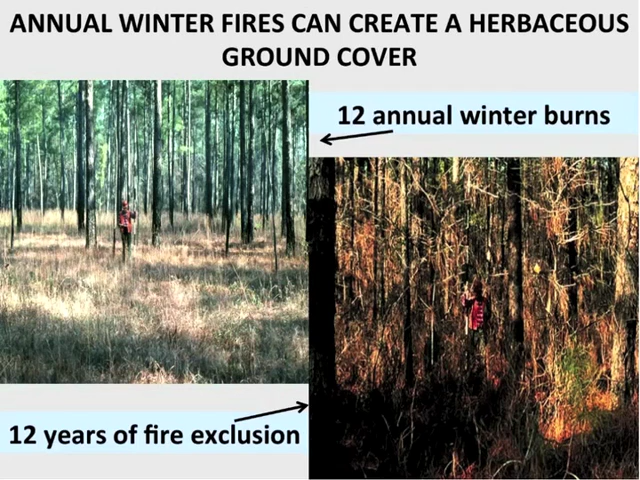 ANNUAL WINTER FIRES CAN CREATE A HERBACEOUS
GROUND COVER
12 annual winter burns
12 years of fire exclusion